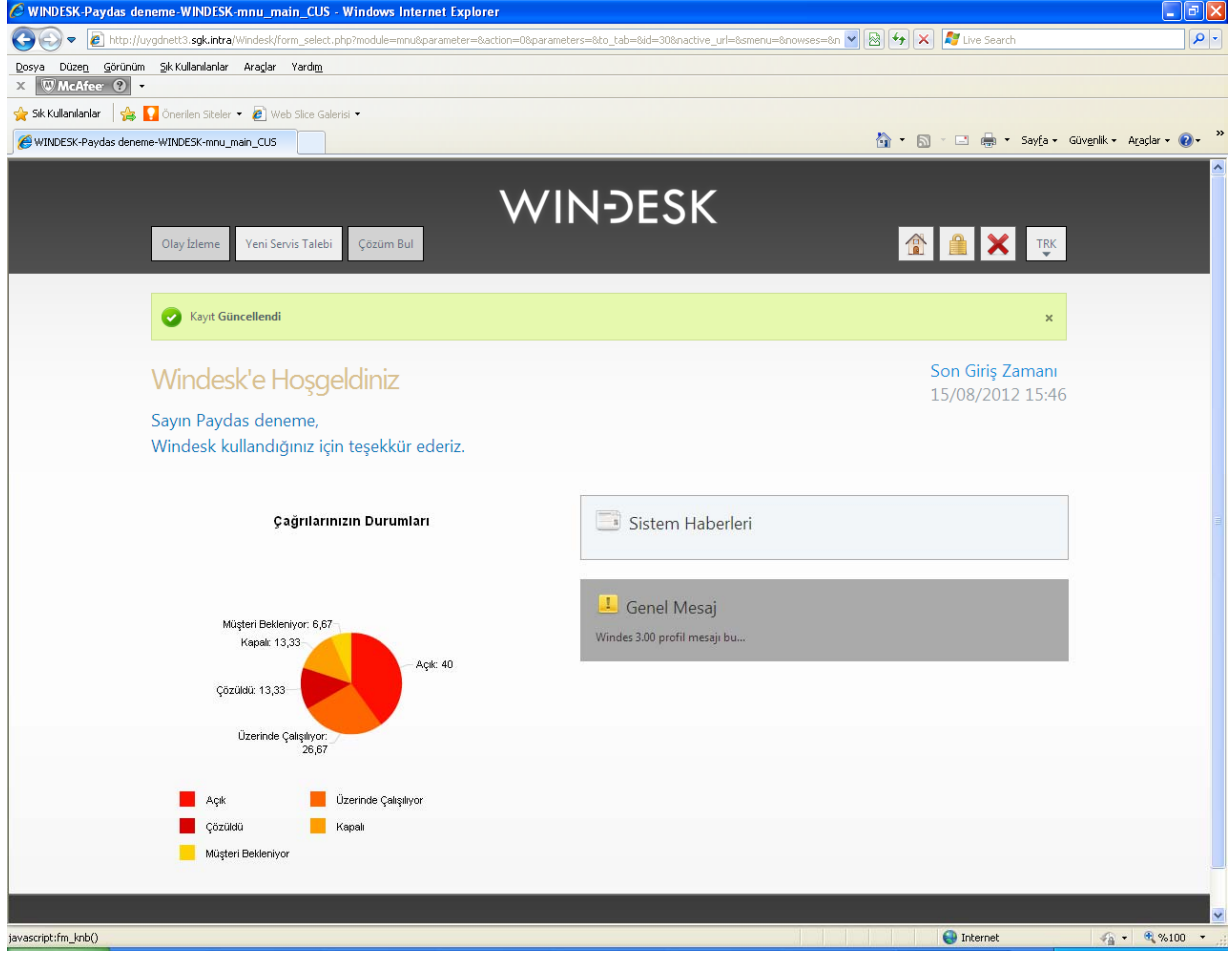 WINDESK-Paydas deneme-WINDESK-mnu_main_CUS - Windows Internet Explorer
http://uygdnett3.sgk.intra/Windesk/form_select.php?module=mnu&parameter=&action=0&parameters=&to_tab=&id=30&nactive_url=&smenu=&nowses=&n
Live Search
Dosya Düzen Görünüm Sık Kullanılanlar Araçlar Yardım
x McAfee ?
Sık Kullanılanlar Önerilen Siteler Web Slice Galerisi
WINDESK-Paydas deneme-WINDESK-mnu_main_CUS
Sayfa Güvenlik Araçlar »
WINDESK
Olay İzleme Yeni Servis Talebi Çözüm Bul
TRK
Kayıt Güncellendi
x
Windesk'e Hoşgeldiniz
Son Giriş Zamanı
15/08/2012 15:46
Sayın Paydas deneme,
Windesk kullandığınız için teşekkür ederiz.
Çağrılarınızın Durumları
Sistem Haberleri
Genel Mesaj
Windes 3.00 profil mesajı bu...
Müşteri Bekleniyor: 6,67
Kapalı: 13,33
Açık: 40
Çözüldü: 13,33
Üzerinde Çalışılıyor:
26,67
Açık Üzerinde Çalışılıyor
Çözüldü Kapalı
Müşteri Bekleniyor
javascript:fm_knb()
Internet
%100